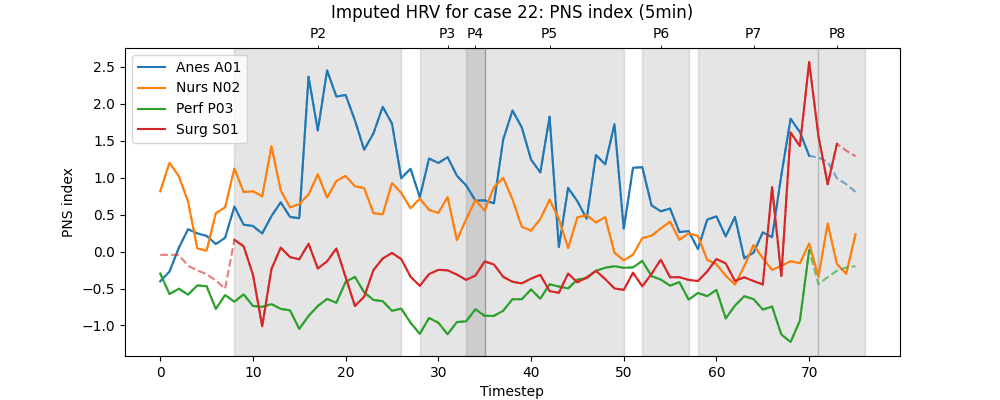 Imputed HRV for case 22: PNS index (5min)
P2 P3 P4 P5 P6 P7 P8
Anes A01
Nurs N02
Perf P03
Surg S01
PNS index
2.5
2.0
1.5
1.0
0.5
0.0
−0.5
−1.0
0 10 20 30 40 50 60 70
Timestep